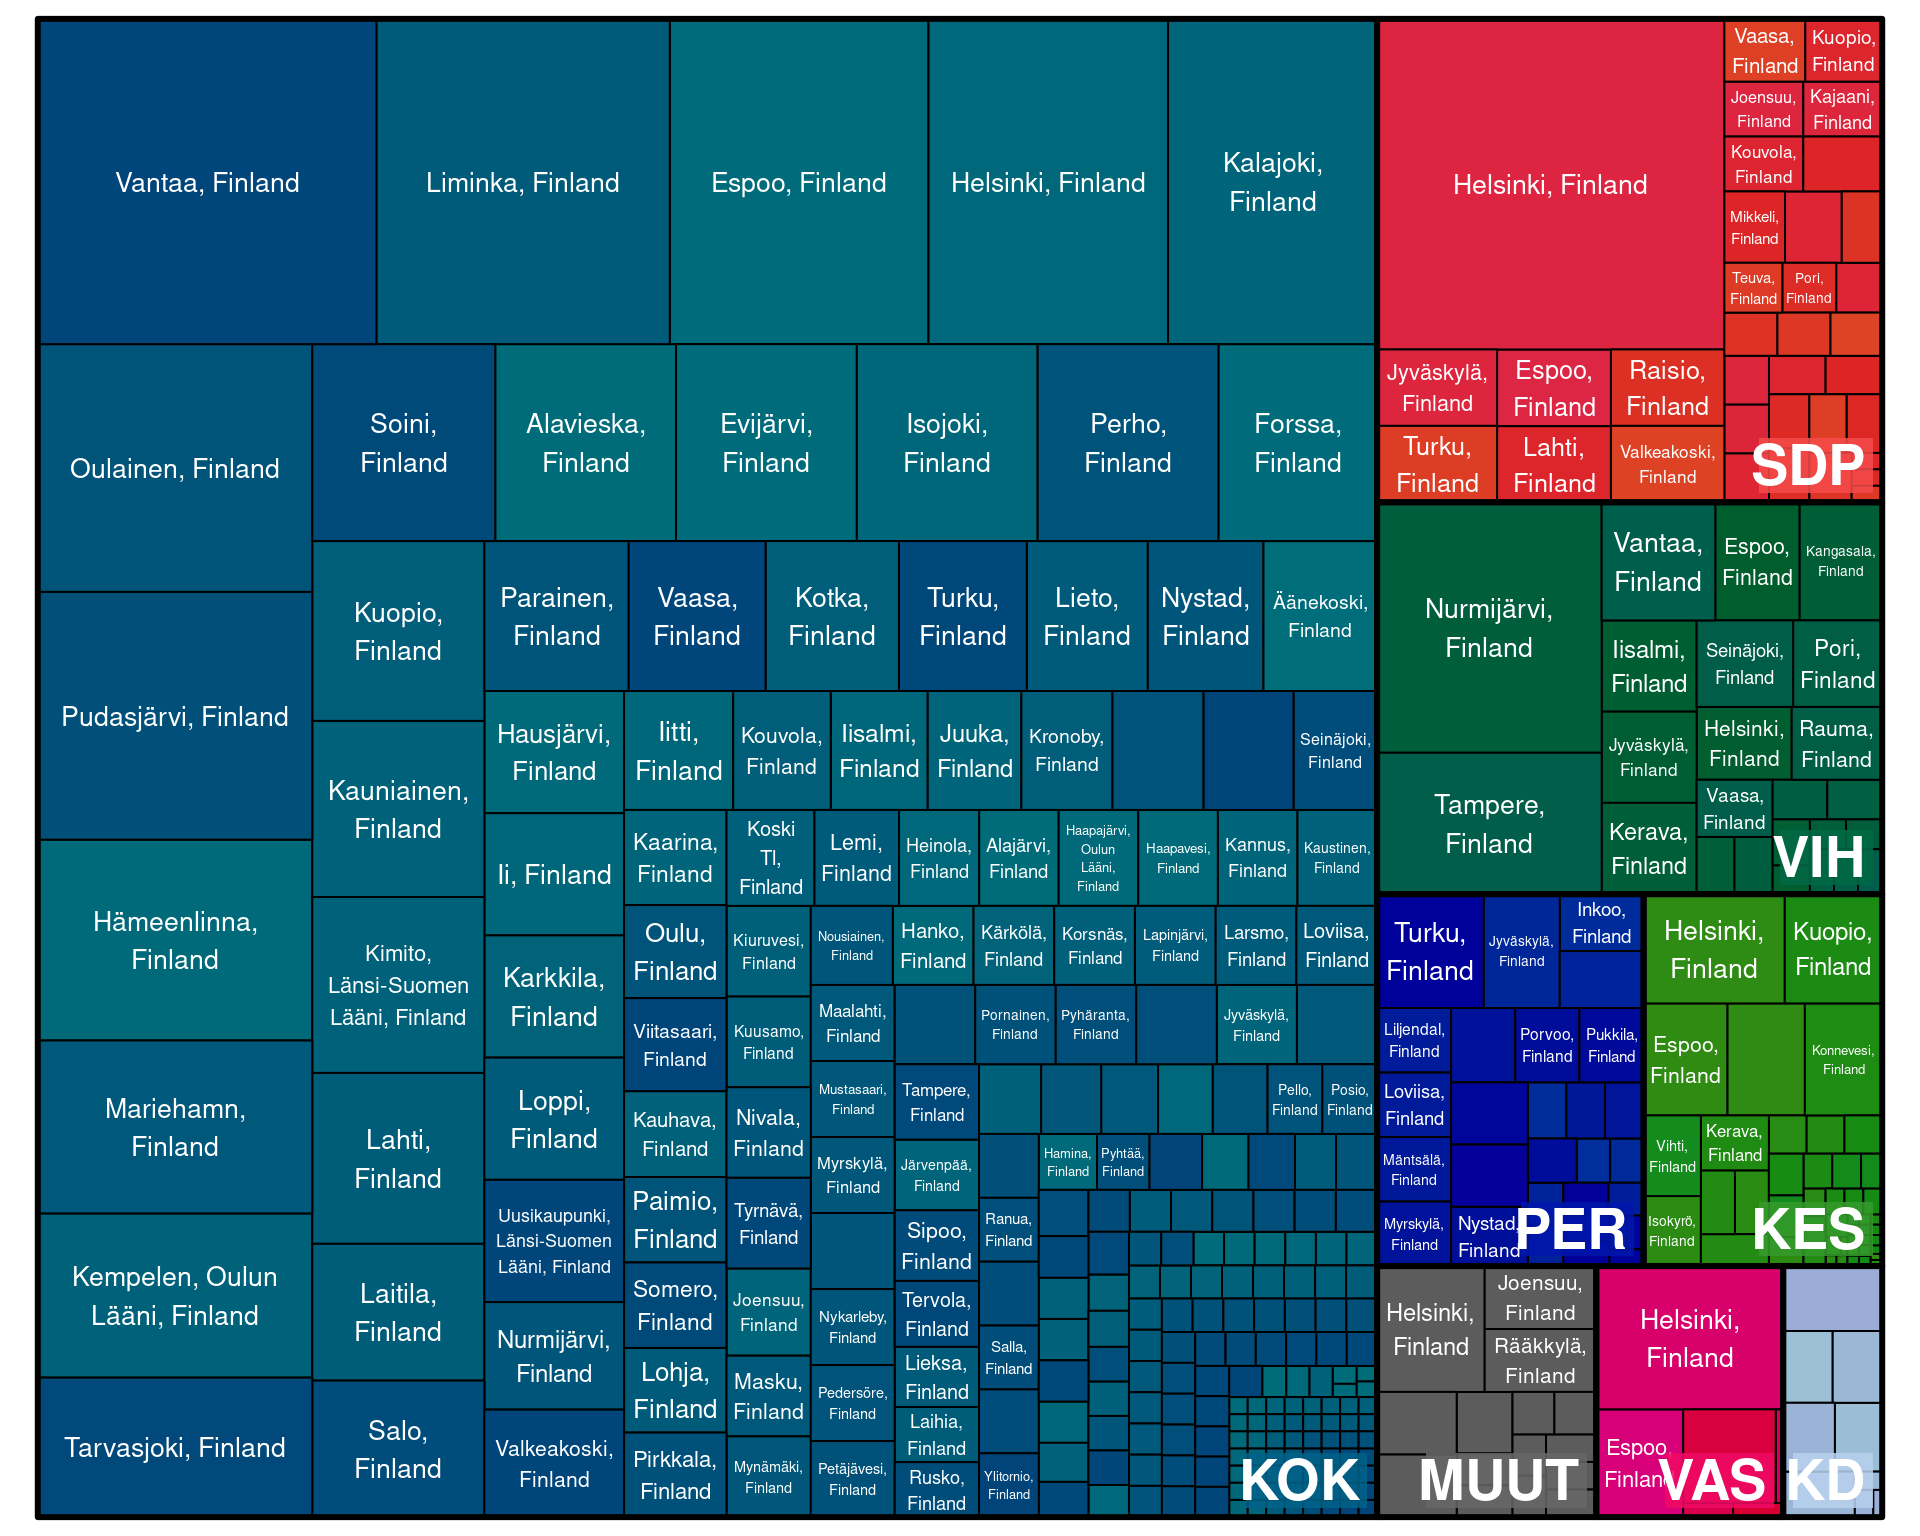 Vantaa, Finland
Liminka, Finland
Espoo, Finland
Helsinki, Finland
Kalajoki,
Finland
Oulainen, Finland
Soini,
Finland
Alavieska,
Finland
Evijärvi,
Finland
Isojoki,
Finland
Perho,
Finland
Forssa,
Finland
Pudasjärvi, Finland
Hämeenlinna,
Finland
Mariehamn,
Finland
Kempelen, Oulun
Lääni, Finland
Tarvasjoki, Finland
Kuopio,
Finland
Kauniainen,
Finland
Kimito,
Länsi-Suomen
Lääni, Finland
Lahti,
Finland
Laitila,
Finland
Salo,
Finland
Parainen,
Finland
Vaasa,
Finland
Kotka,
Finland
Turku,
Finland
Lieto,
Finland
Nystad,
Finland
Äänekoski,
Finland
Hausjärvi,
Finland
Ii, Finland
Karkkila,
Finland
Loppi,
Finland
Uusikaupunki,
Länsi-Suomen
Lääni, Finland
Nurmijärvi,
Finland
Valkeakoski,
Finland
Iitti,
Finland
Kouvola,
Finland
Iisalmi,
Finland
Juuka,
Finland
Kronoby,
Finland
Seinäjoki,
Finland
Kaarina,
Finland
Oulu,
Finland
Viitasaari,
Finland
Kauhava,
Finland
Paimio,
Finland
Somero,
Finland
Lohja,
Finland
Pirkkala,
Finland
Koski
Tl,
Finland
Lemi,
Finland
Heinola,
Finland
Alajärvi,
Finland
Haapajärvi,
Oulun
Lääni,
Finland
Haapavesi,
Finland
Kannus,
Finland
Kaustinen,
Finland
Kiuruvesi,
Finland
Kuusamo,
Finland
Nivala,
Finland
Tyrnävä,
Finland
Joensuu,
Finland
Masku,
Finland
Mynämäki,
Finland
Nousiainen,
Finland
Hanko,
Finland
Kärkölä,
Finland
Korsnäs,
Finland
Lapinjärvi,
Finland
Larsmo,
Finland
Loviisa,
Finland
Maalahti,
Finland
Mustasaari,
Finland
Myrskylä,
Finland
Nykarleby,
Finland
Pedersöre,
Finland
Petäjävesi,
Finland
Pornainen,
Finland
Pyhäranta,
Finland
Jyväskylä,
Finland
Tampere,
Finland
Järvenpää,
Finland
Sipoo,
Finland
Tervola,
Finland
Lieksa,
Finland
Laihia,
Finland
Rusko,
Finland
Pello,
Finland
Posio,
Finland
Hamina,
Finland
Pyhtää,
Finland
Ranua,
Finland
Salla,
Finland
Ylitornio,
Finland
KOK
Helsinki, Finland
Jyväskylä,
Finland
Espoo,
Finland
Raisio,
Finland
Turku,
Finland
Lahti,
Finland
Valkeakoski,
Finland
Vaasa,
Finland
Kuopio,
Finland
Joensuu,
Finland
Kajaani,
Finland
Kouvola,
Finland
Mikkeli,
Finland
Teuva,
Finland
Pori,
Finland
SDP
Nurmijärvi,
Finland
Tampere,
Finland
Vantaa,
Finland
Espoo,
Finland
Kangasala,
Finland
Iisalmi,
Finland
Seinäjoki,
Finland
Pori,
Finland
Jyväskylä,
Finland
Helsinki,
Finland
Rauma,
Finland
Kerava,
Finland
Vaasa,
Finland
VIH
Turku,
Finland
Jyväskylä,
Finland
Inkoo,
Finland
Liljendal,
Finland
Porvoo,
Finland
Pukkila,
Finland
Loviisa,
Finland
Mäntsälä,
Finland
Myrskylä,
Finland
Nystad,
Finland
PER
Helsinki,
Finland
Kuopio,
Finland
Espoo,
Finland
Konnevesi,
Finland
Vihti,
Finland
Kerava,
Finland
Isokyrö,
Finland
KES
Helsinki,
Finland
Joensuu,
Finland
Rääkkylä,
Finland
MUUT
Helsinki,
Finland
Espoo,
Finland
VAS
KD